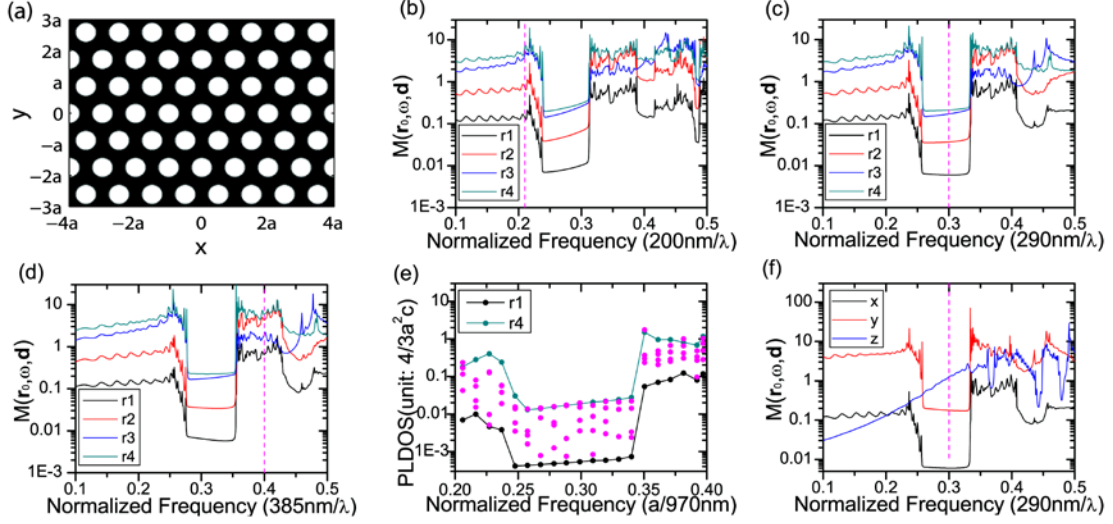 (a)
3a
2a
a
0
−a
−2a
−3a
y
−4a
−2a
0
2a
4a
x
(b)
M(r₀,ω,d)
10
1
0.1
0.01
1E-3
r1
r2
r3
r4
0.1
0.2
0.3
0.4
0.5
Normalized Frequency (200nm/λ)
(c)
M(r₀,ω,d)
10
1
0.1
0.01
1E-3
r1
r2
r3
r4
0.1
0.2
0.3
0.4
0.5
Normalized Frequency (290nm/λ)
(d)
M(r₀,ω,d)
10
1
0.1
0.01
1E-3
r1
r2
r3
r4
0.1
0.2
0.3
0.4
0.5
Normalized Frequency (385nm/λ)
(e)
PLDOS(unit: 4/3a²c)
10
1
0.1
0.01
1E-3
r1
r4
0.20
0.25
0.30
0.35
0.40
Normalized Frequency (a/970nm)
(f)
M(r₀,ω,d)
100
10
1
0.1
0.01
x
y
z
0.1
0.2
0.3
0.4
0.5
Normalized Frequency (290nm/λ)